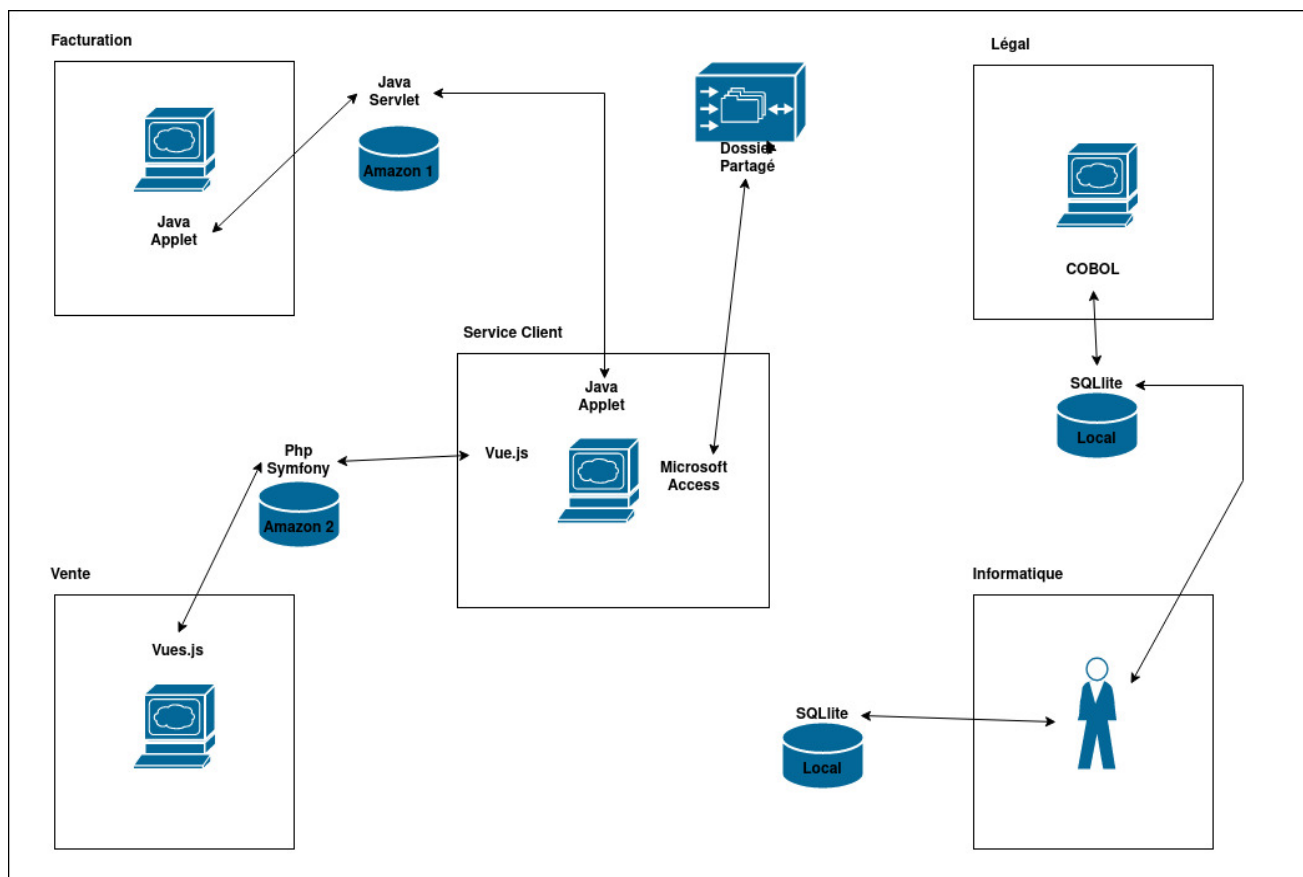 Facturation
Java
Servlet
Amazon 1
Java
Applet
Dossier
Partagé
Légal
COBOL
SQLlite
Local
Service Client
Java
Applet
Vue.js
Microsoft
Access
Php
Symfony
Amazon 2
Vente
Vues.js
Informatique
SQLlite
Local